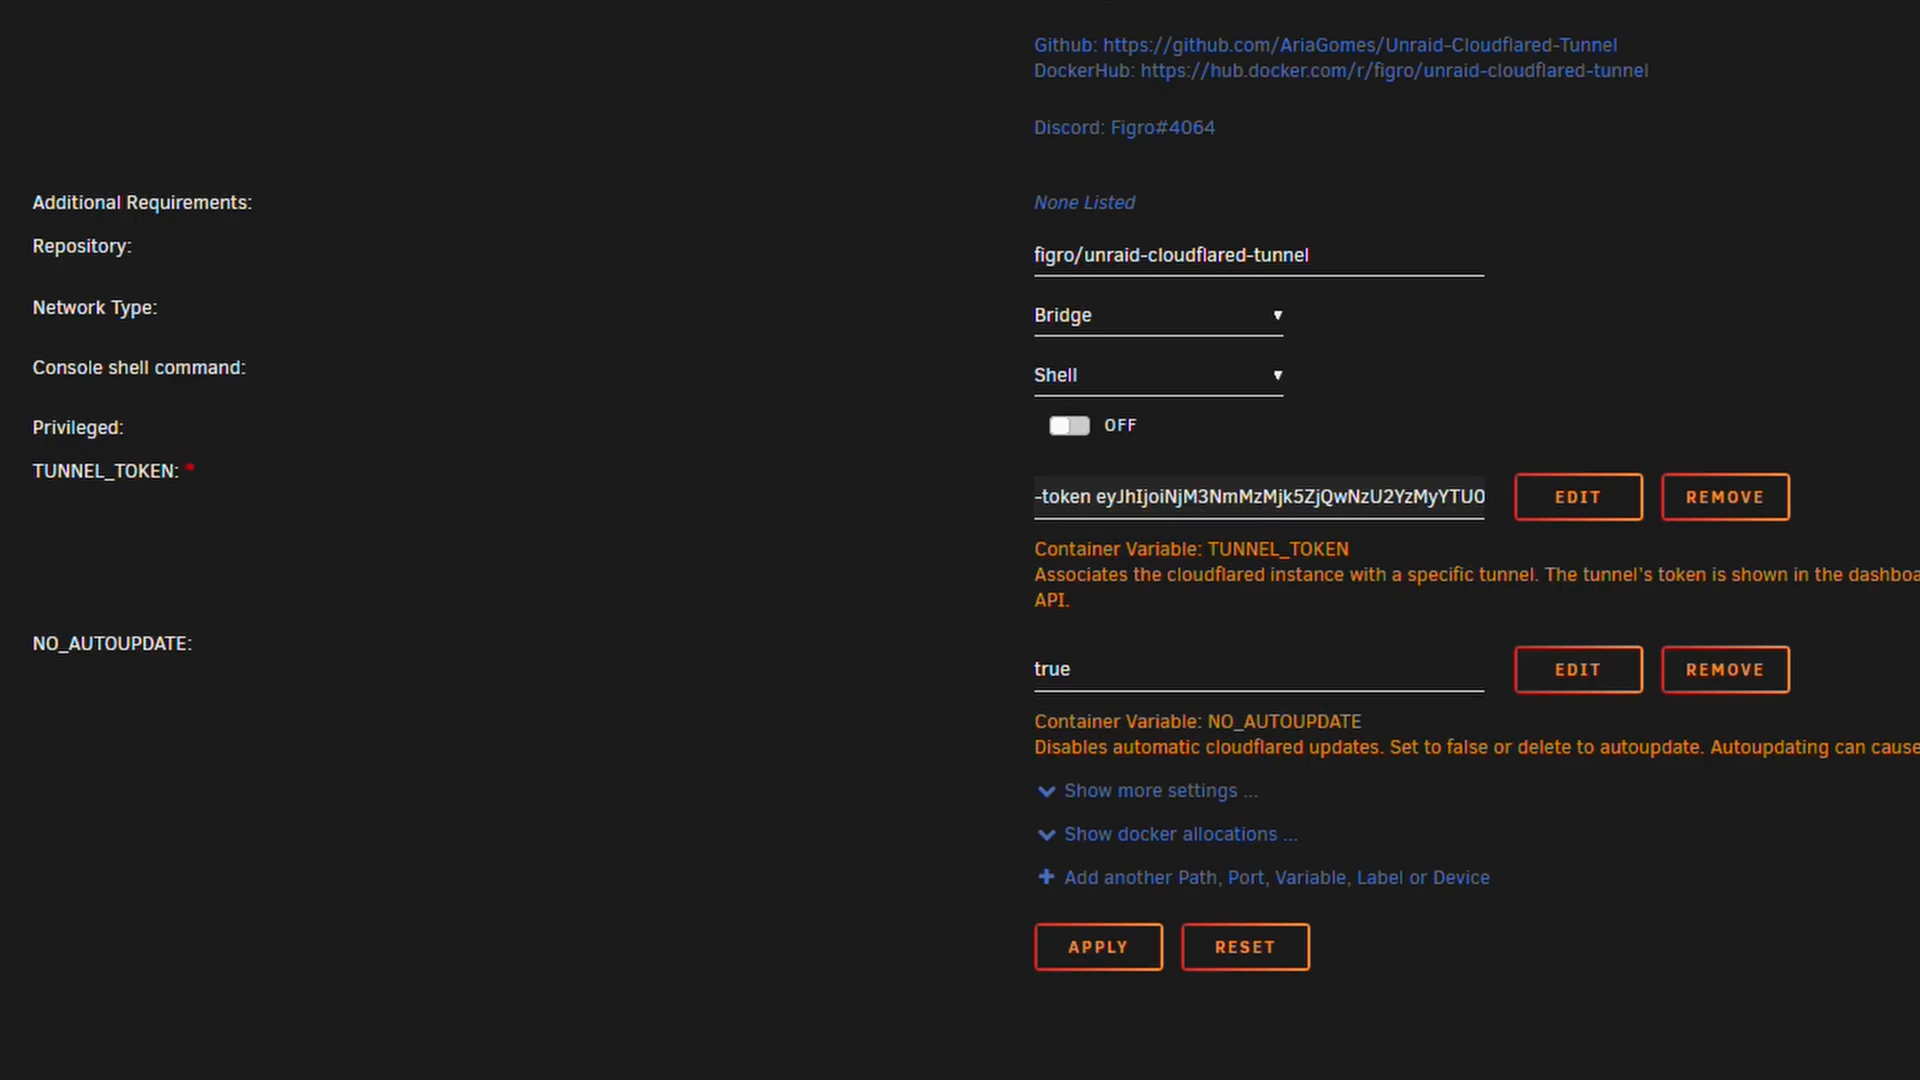 Github: https://github.com/AriaGomes/Unraid-Cloudflared-Tunnel
DockerHub: https://hub.docker.com/r/figro/unraid-cloudflared-tunnel
Discord: Figro#4064
Additional Requirements:
None Listed
Repository:
figro/unraid-cloudflared-tunnel
Network Type:
Bridge
Console shell command:
Shell
Privileged:
OFF
TUNNEL_TOKEN: *
-token eyJhIjoiNjM3NmMzMjk5ZjQwNzU2YzMyYTU0
EDIT
REMOVE
Container Variable: TUNNEL_TOKEN
Associates the cloudflared instance with a specific tunnel. The tunnel's token is shown in the dashboa
API.
NO_AUTOUPDATE:
true
EDIT
REMOVE
Container Variable: NO_AUTOUPDATE
Disables automatic cloudflared updates. Set to false or delete to autoupdate. Autoupdating can cause
Show more settings ...
Show docker allocations ...
Add another Path, Port, Variable, Label or Device
APPLY
RESET